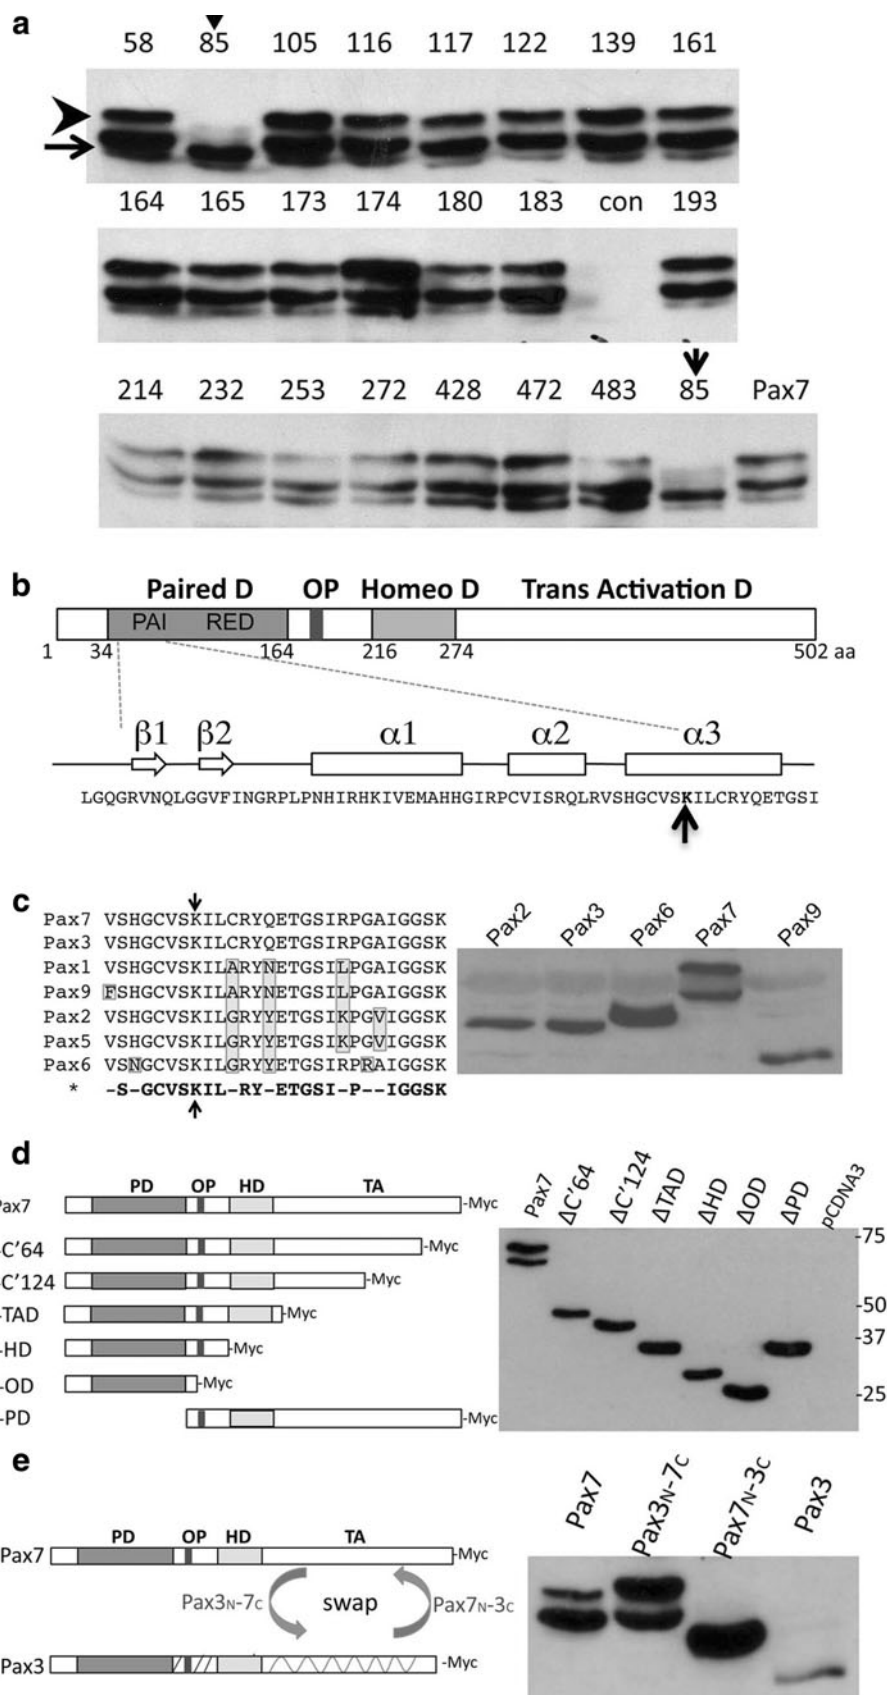 a
58 85 105 116 117 122 139 161
164 165 173 174 180 183 con 193
214 232 253 272 428 472 483 85 Pax7
b
Paired D OP Homeo D Trans Activation D
PAI RED
1 34 164 216 274 502 aa
β1 β2 α1 α2 α3
LGQGRVNQLGGVFINGRPLPNHIRHKIVEMAHHGIRPCVISRQLRVSHGCVSKILCRYQETGSI
c
Pax7 VSHGCVSKILCRYQETGSIRPGAIGGSK
Pax3 VSHGCVSKILCRYQETGSIRPGAIGGSK
Pax1 VSHGCVSKILARYNETGSILPGAIGGSK
Pax9 FSHGCVSKILARYNETGSILPGAIGGSK
Pax2 VSHGCVSKILGRYYETGSIKPGVIGGSK
Pax5 VSHGCVSKILGRYYETGSIKPGVIGGSK
Pax6 VSNGCVSKILGRYYETGSIRPRAIGGSK
* -S-GCVSKIL-RY-ETGSI-P--IGGSK
Pax2 Pax3 Pax6 Pax7 Pax9
d
PD OP HD TA
Pax7 -Myc
-C'64 -Myc
-C'124 -Myc
-TAD -Myc
-HD -Myc
-OD -Myc
-PD -Myc
Pax7 ΔC'64 ΔC'124 ΔTAD ΔHD ΔOD ΔPD pCDNA3
-75
-50
-37
-25
e
PD OP HD TA
Pax7 -Myc
Pax3N-7C swap Pax7N-3C
Pax3 -Myc
Pax7 Pax3N-7C Pax7N-3C Pax3